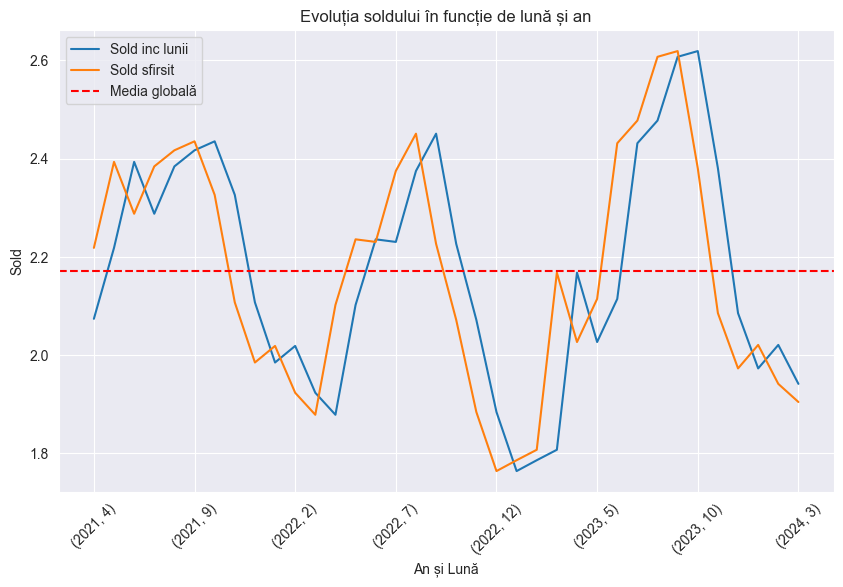 Evoluția soldului în funcție de lună și an
Sold inc lunii
Sold sfirsit
Media globală
2.6
2.4
2.2
2.0
1.8
Sold
(2021, 4)
(2021, 9)
(2022, 2)
(2022, 7)
(2022, 12)
(2023, 5)
(2023, 10)
(2024, 3)
An și Lună